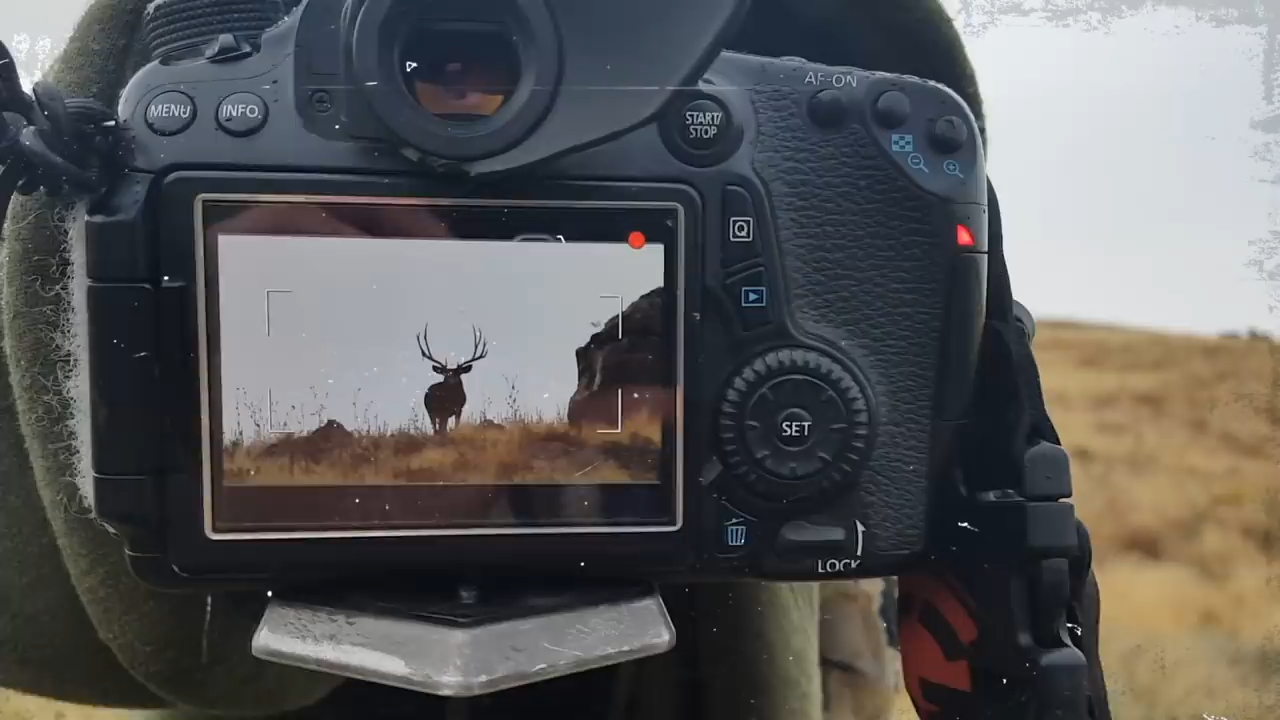 MENU
INFO.
START/
STOP
AF-ON
Q
SET
LOCK